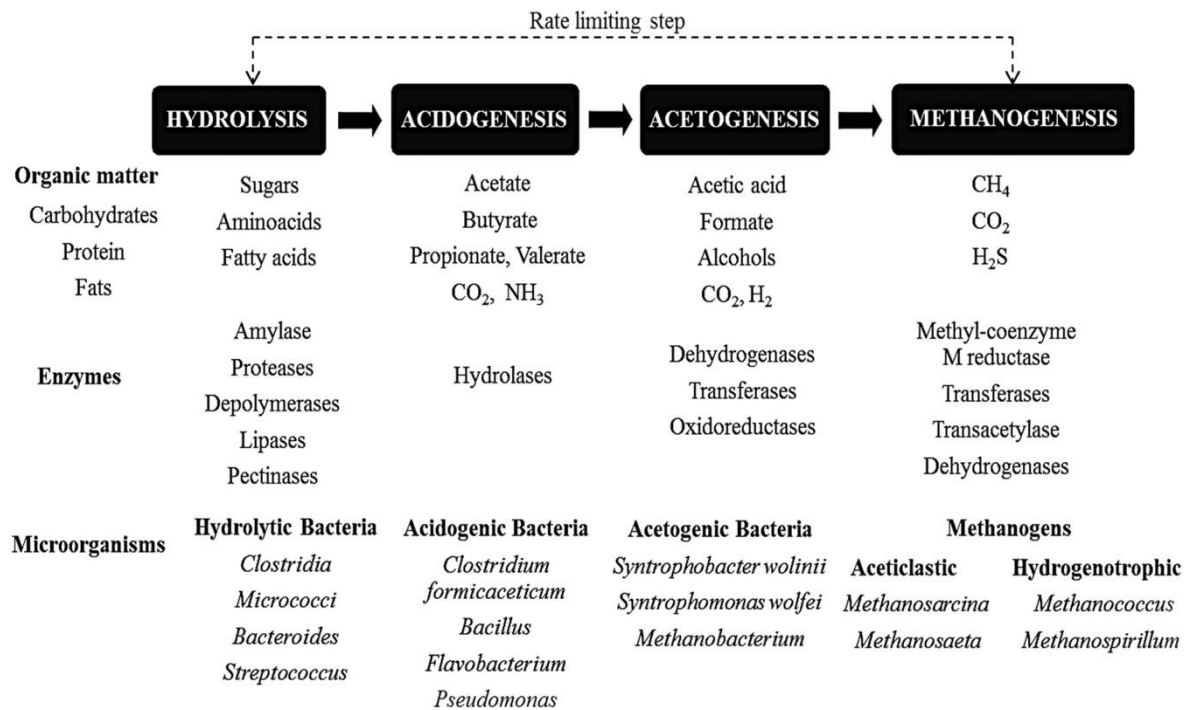 Rate limiting step
HYDROLYSIS
ACIDOGENESIS
ACETOGENESIS
METHANOGENESIS
Organic matter
Carbohydrates
Protein
Fats
Sugars
Aminoacids
Fatty acids
Acetate
Butyrate
Propionate, Valerate
CO₂, NH₃
Acetic acid
Formate
Alcohols
CO₂, H₂
CH₄
CO₂
H₂S
Enzymes
Amylase
Proteases
Depolymerases
Lipases
Pectinases
Hydrolases
Dehydrogenases
Transferases
Oxidoreductases
Methyl-coenzyme
M reductase
Transferases
Transacetylase
Dehydrogenases
Microorganisms
Hydrolytic Bacteria
Clostridia
Micrococci
Bacteroides
Streptococcus
Acidogenic Bacteria
Clostridium
formicaceticum
Bacillus
Flavobacterium
Pseudomonas
Acetogenic Bacteria
Syntrophobacter wolinii
Syntrophomonas wolfei
Methanobacterium
Methanogens
Aceticlastic
Methanosarcina
Methanosaeta
Hydrogenotrophic
Methanococcus
Methanospirillum